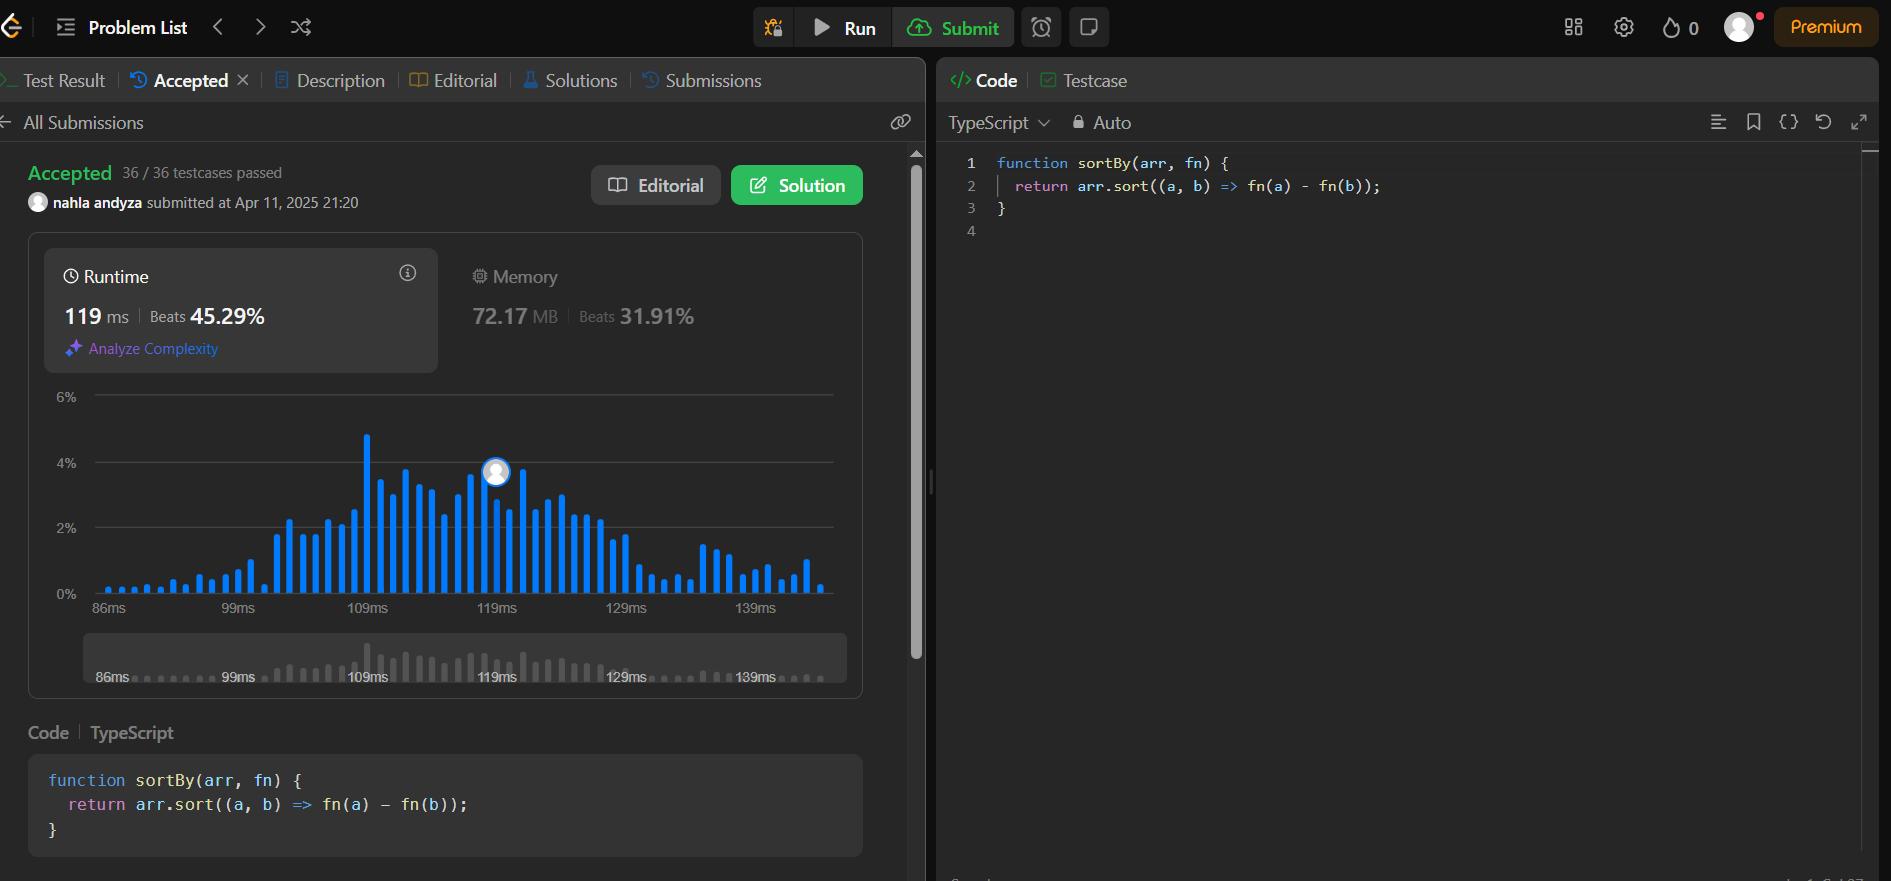 Problem List
Run
Submit
0
Premium
Test Result
Accepted
Description
Editorial
Solutions
Submissions
All Submissions
Accepted 36 / 36 testcases passed
nahla andyza submitted at Apr 11, 2025 21:20
Editorial
Solution
Runtime
119 ms Beats 45.29%
Analyze Complexity
Memory
72.17 MB Beats 31.91%
6%
4%
2%
0%
86ms 99ms 109ms 119ms 129ms 139ms
86ms 99ms 109ms 119ms 129ms 139ms
Code TypeScript
function sortBy(arr, fn) {
return arr.sort((a, b) => fn(a) – fn(b));
}
Code
Testcase
TypeScript
Auto
1 function sortBy(arr, fn) {
2 return arr.sort((a, b) => fn(a) - fn(b));
3 }
4